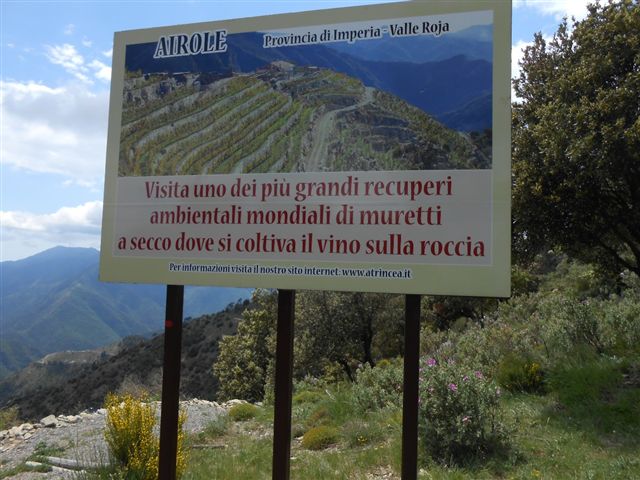 AIROLE
Provincia di Imperia - Valle Roja
Visita uno dei più grandi recuperi
ambientali mondiali di muretti
a secco dove si coltiva il vino sulla roccia
Per informazioni visita il nostro sito internet: www.atrincea.it